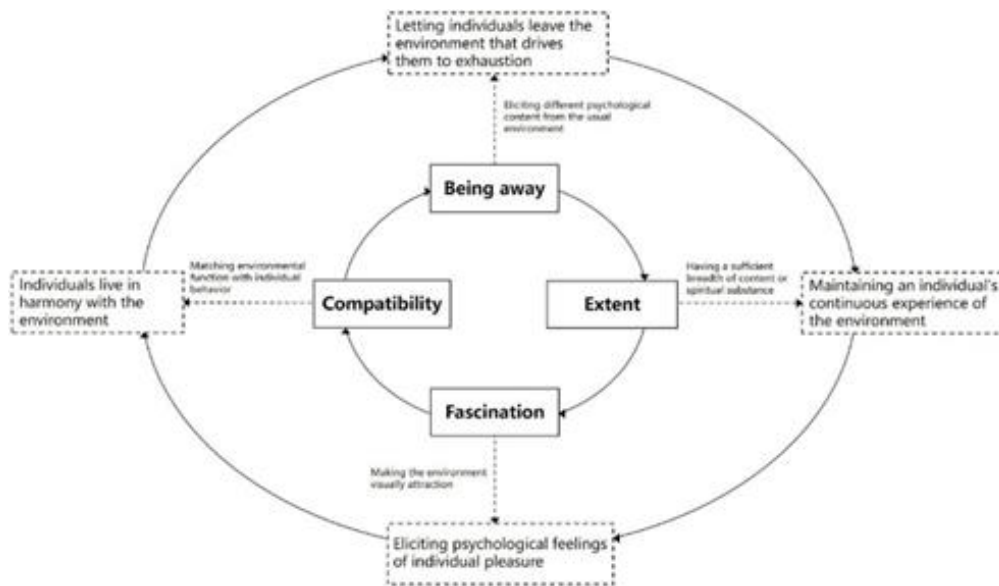 Letting individuals leave the
environment that drives
them to exhaustion
Eliciting different psychological
content from the usual
environment
Being away
Matching environmental
function with individual
behavior
Having a sufficient
breadth of content or
spiritual substance
Individuals live in
harmony with the
environment
Compatibility
Extent
Maintaining an individual's
continuous experience of
the environment
Fascination
Making the environment
visually attraction
Eliciting psychological feelings
of individual pleasure